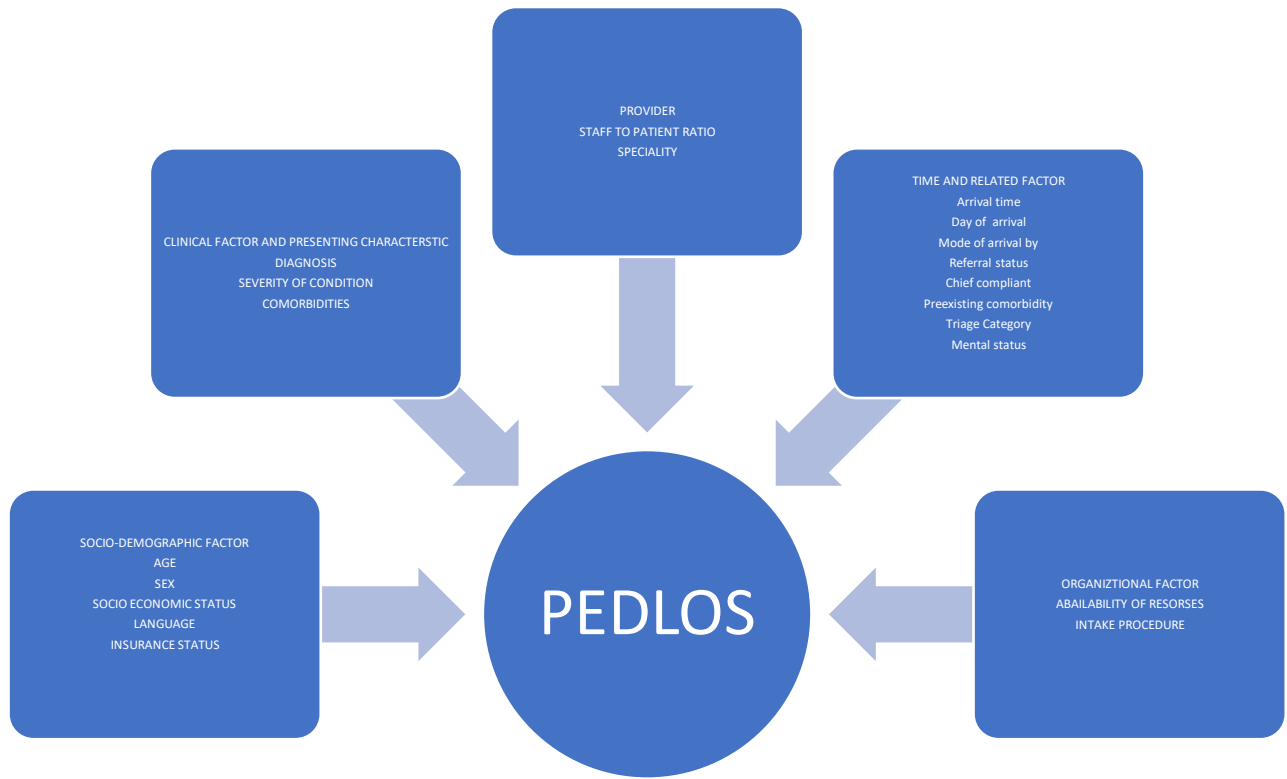 PROVIDER
STAFF TO PATIENT RATIO
SPECIALITY
CLINICAL FACTOR AND PRESENTING CHARACTERSTIC
DIAGNOSIS
SEVERITY OF CONDITION
COMORBIDITIES
TIME AND RELATED FACTOR
Arrival time
Day of arrival
Mode of arrival by
Referral status
Chief compliant
Preexisting comorbidity
Triage Category
Mental status
SOCIO-DEMOGRAPHIC FACTOR
AGE
SEX
SOCIO ECONOMIC STATUS
LANGUAGE
INSURANCE STATUS
PEDLOS
ORGANIZTIONAL FACTOR
ABAILABILITY OF RESORSES
INTAKE PROCEDURE